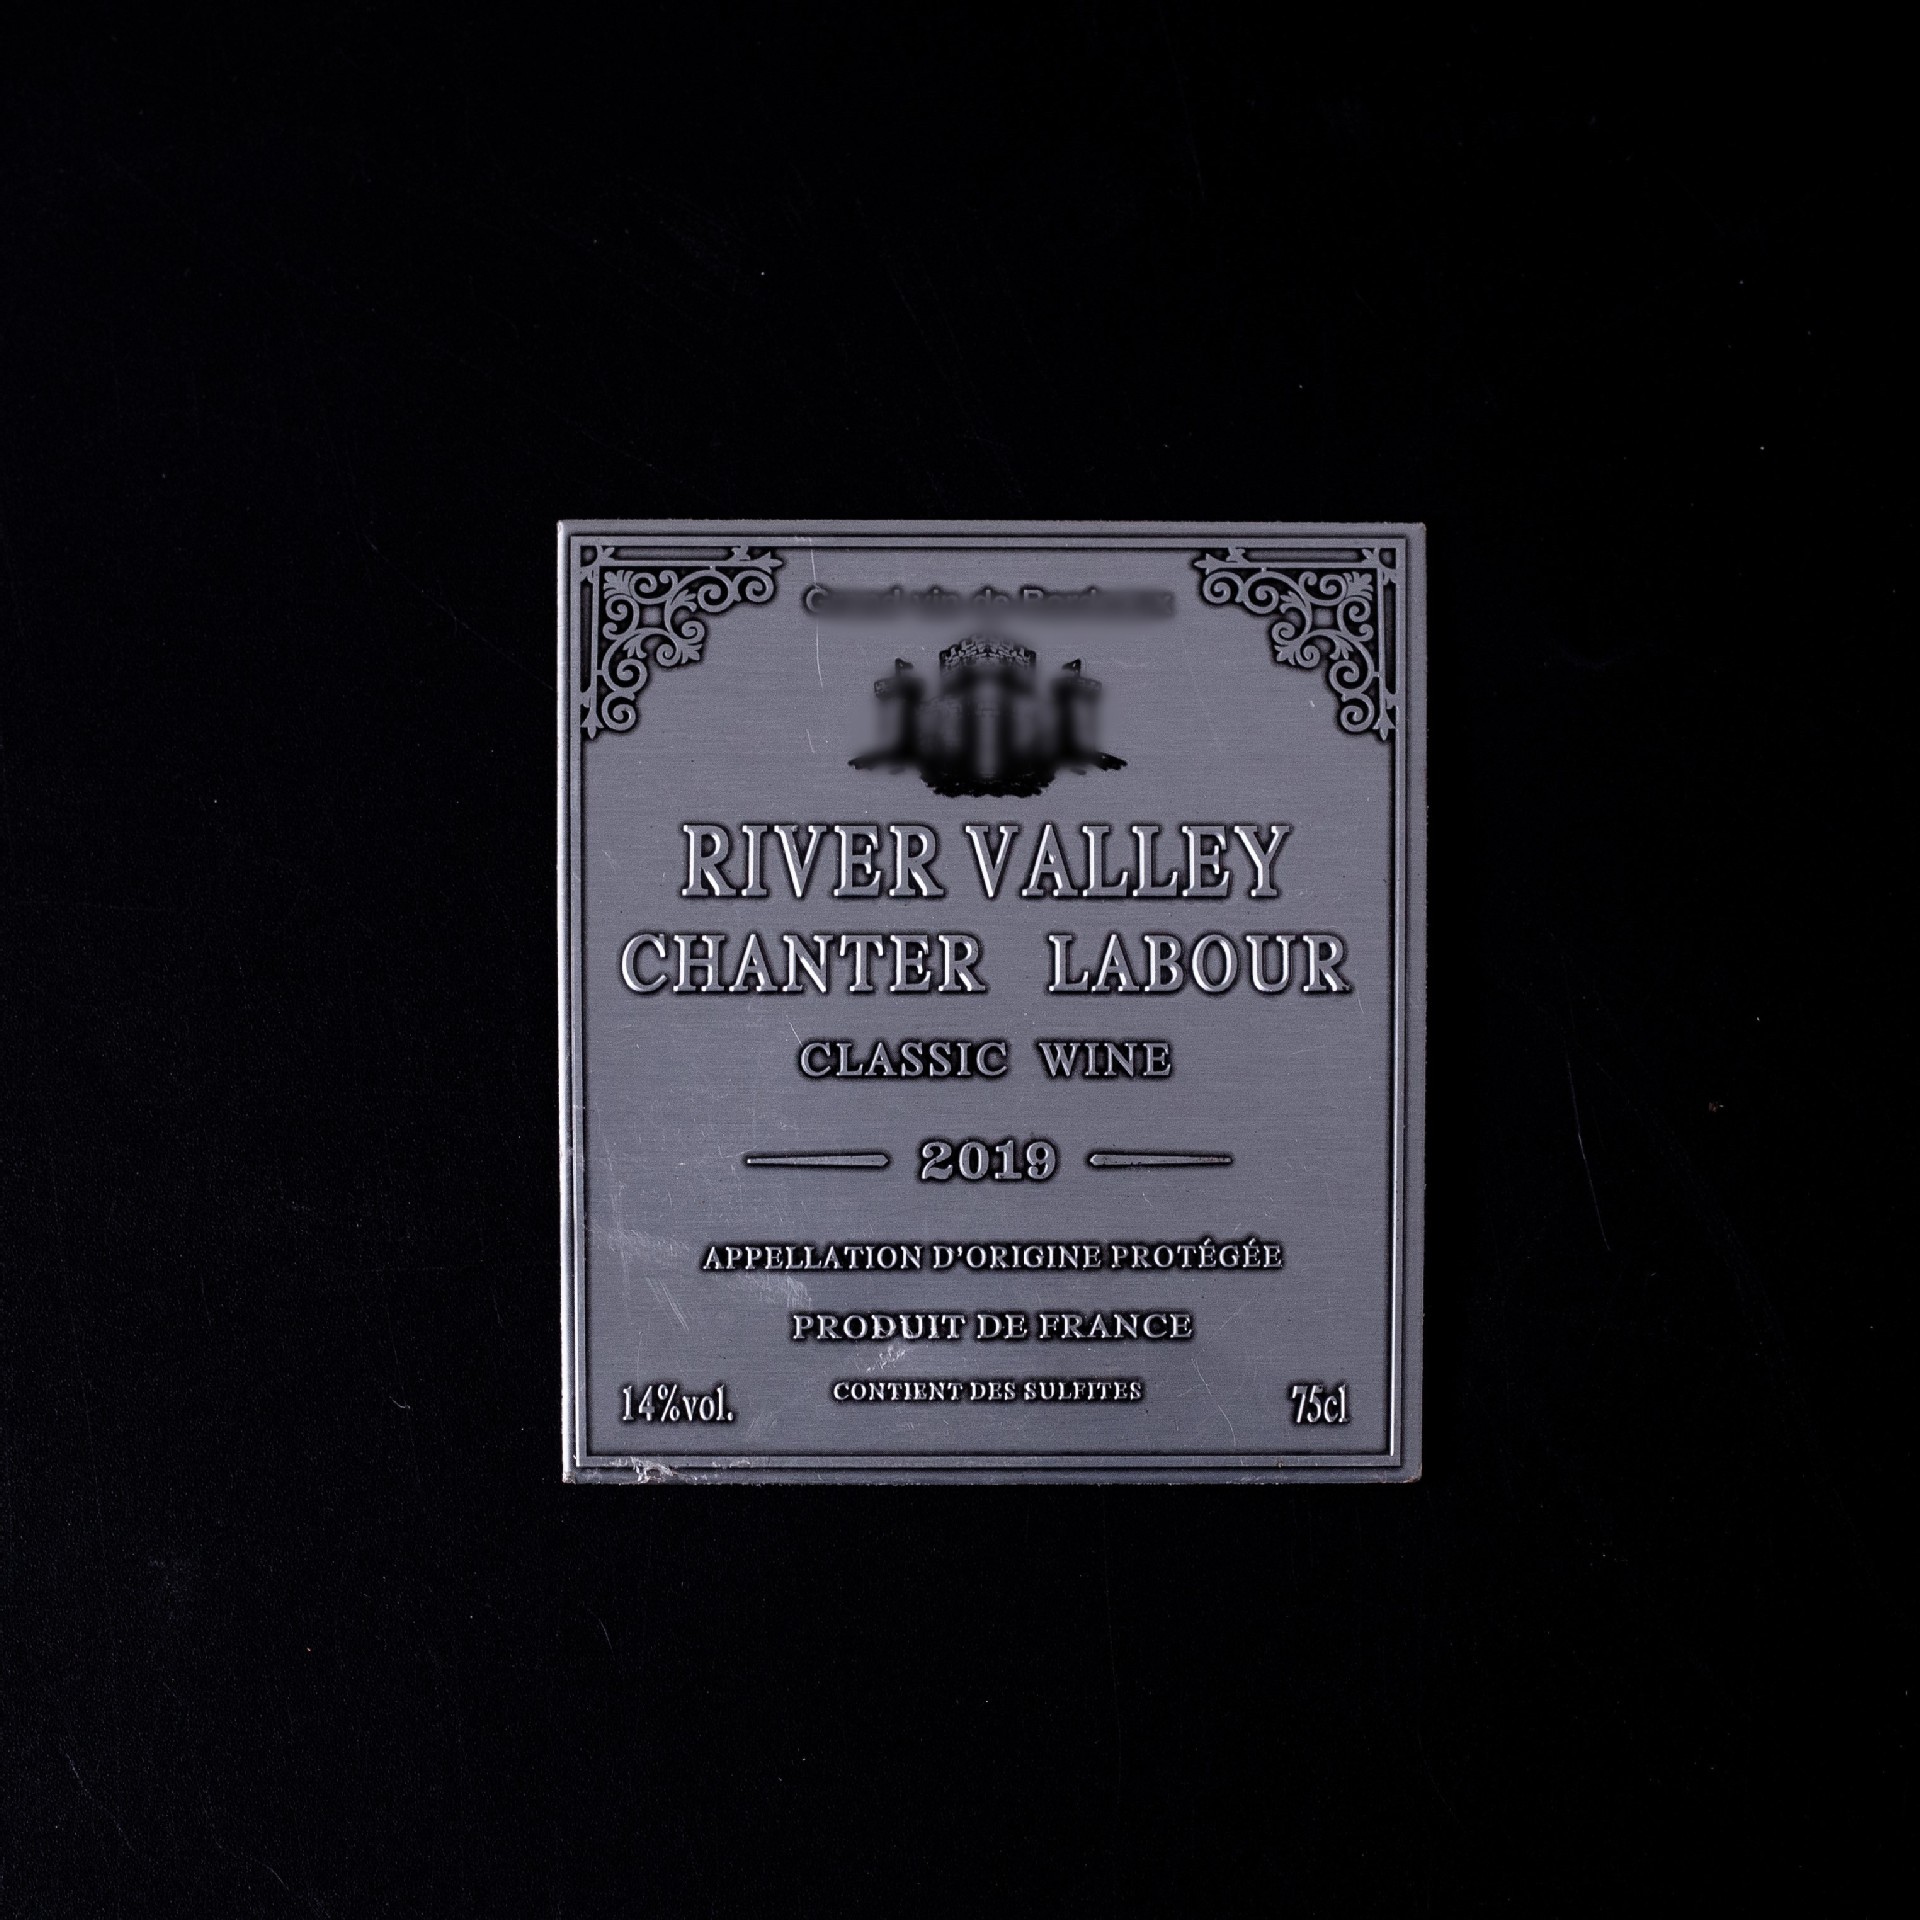 RIVER VALLEY
CHANTER LABOUR
CLASSIC WINE
2019
APPELLATION D'ORIGINE PROTÉGÉE
PRODUIT DE FRANCE
14%vol.
CONTIENT DES SULFITES
75cl